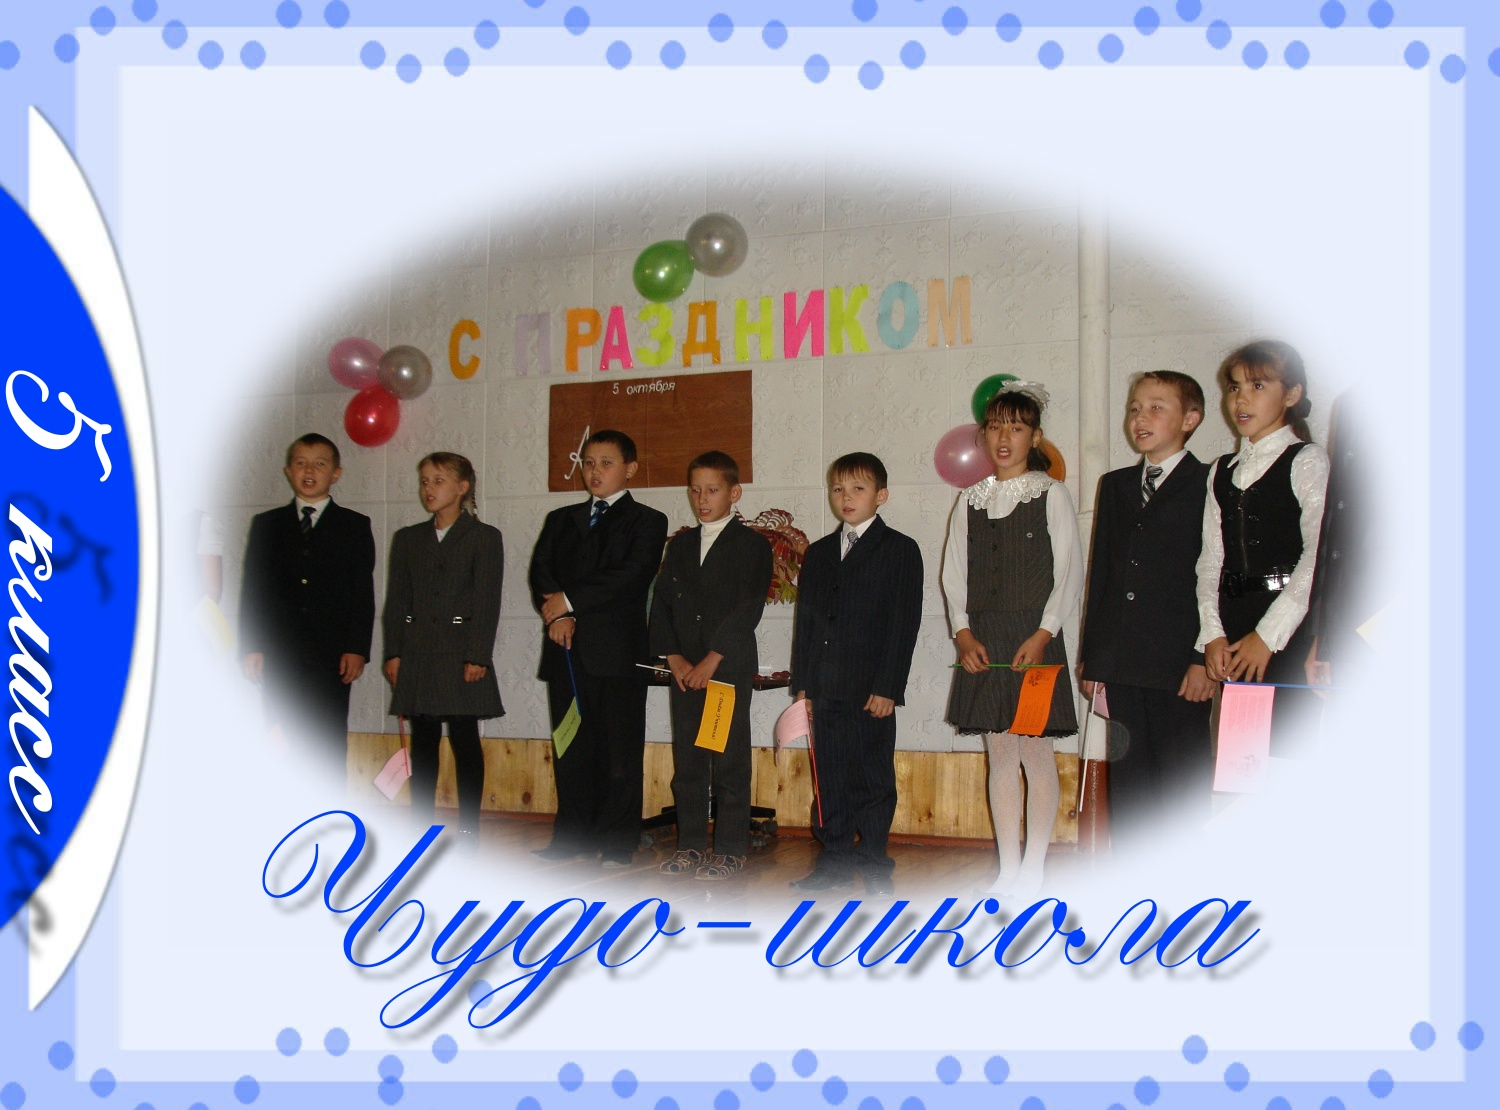 С ПРАЗДНИКОМ
5 октября
5 класс
Чудо-школа